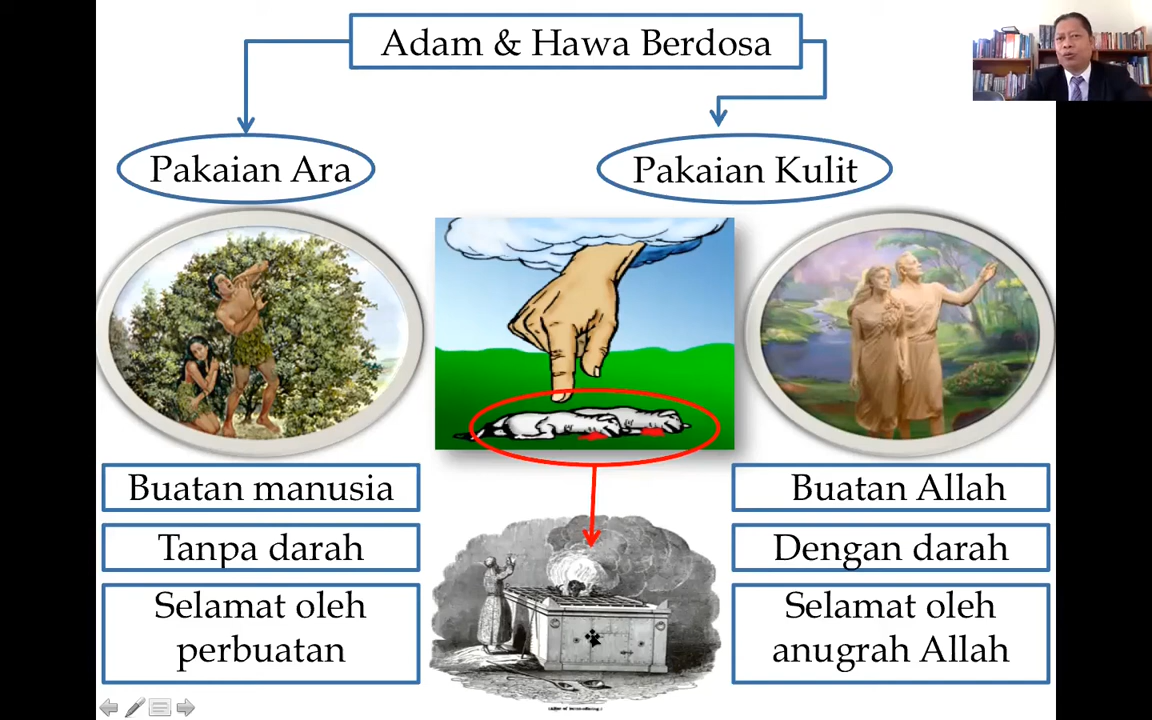 Adam & Hawa Berdosa
Pakaian Ara
Pakaian Kulit
Buatan manusia
Buatan Allah
Tanpa darah
Dengan darah
Selamat oleh
perbuatan
Selamat oleh
anugrah Allah